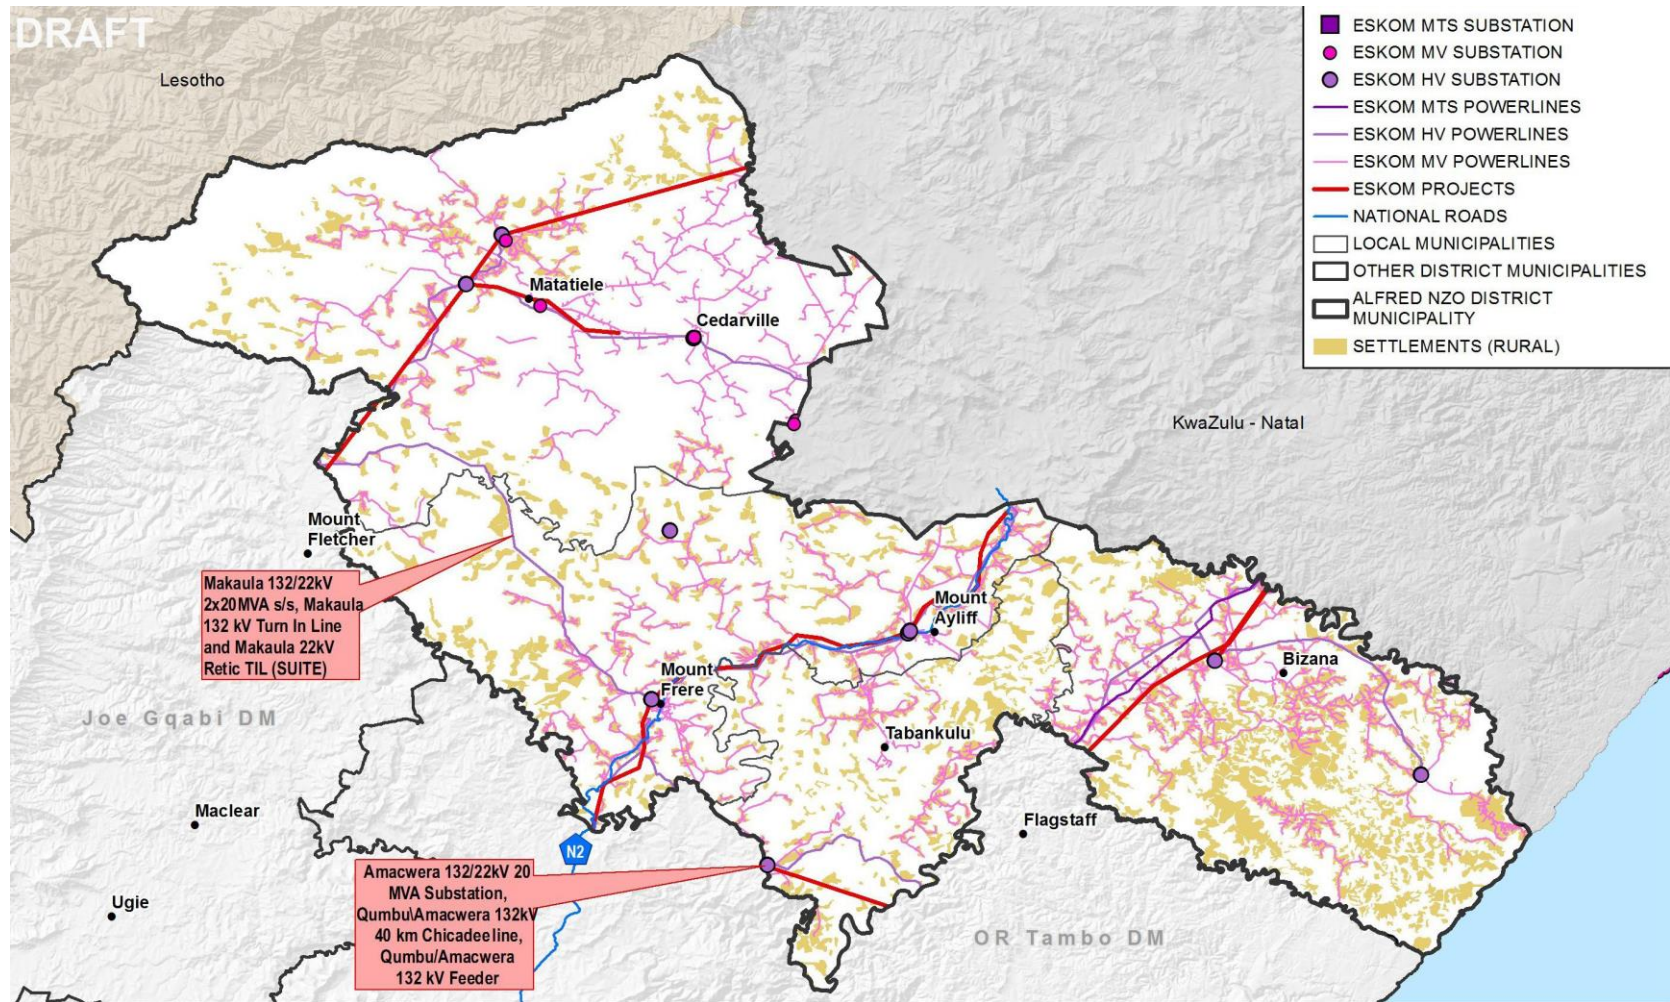 DRAFT
Lesotho
ESKOM MTS SUBSTATION
ESKOM MV SUBSTATION
ESKOM HV SUBSTATION
ESKOM MTS POWERLINES
ESKOM HV POWERLINES
ESKOM MV POWERLINES
ESKOM PROJECTS
NATIONAL ROADS
LOCAL MUNICIPALITIES
OTHER DISTRICT MUNICIPALITIES
ALFRED NZO DISTRICT
MUNICIPALITY
SETTLEMENTS (RURAL)
Matatiele
Cedarville
KwaZulu - Natal
Mount
Fletcher
Makaula 132/22kV
2x20MVA s/s, Makaula
132 kV Turn In Line
and Makaula 22kV
Retic TIL (SUITE)
Mount
Ayliff
Mount
Frere
Bizana
Joe Gqabi DM
Tabankulu
Maclear
Flagstaff
N2
Amacwera 132/22kV 20
MVA Substation,
Qumbu\Amacwera 132kV
40 km Chicadeeline,
Qumbu/Amacwera
132 kV Feeder
Ugie
OR Tambo DM